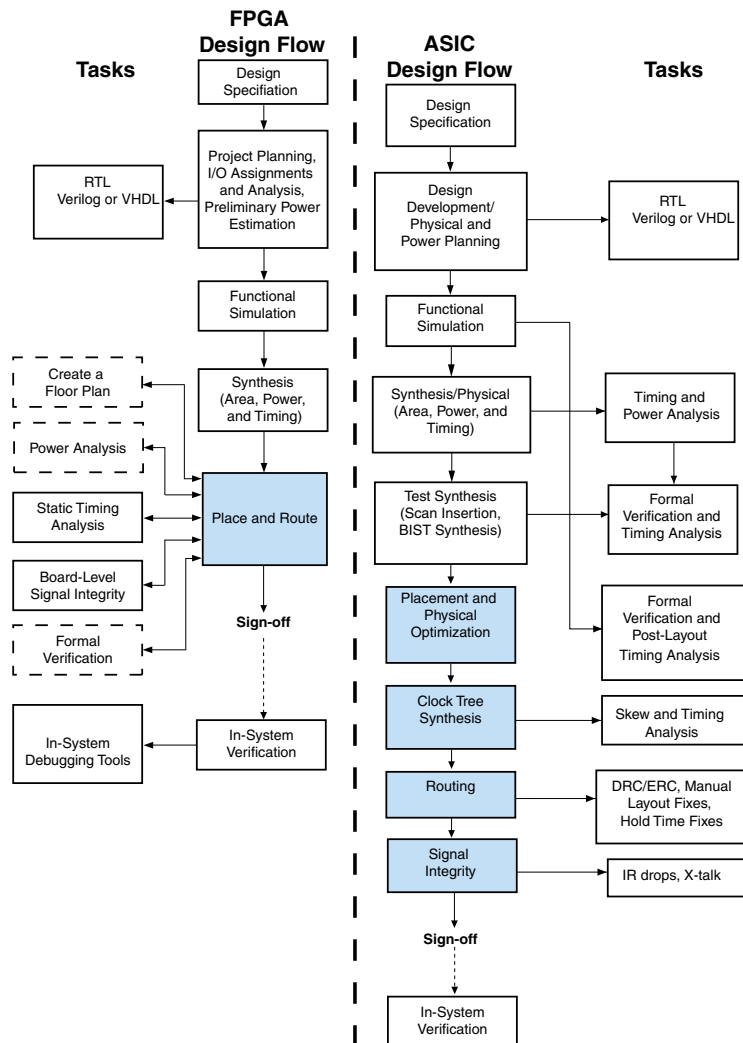 FPGA
Design Flow
Tasks
Design
Specifiation
Project Planning,
I/O Assignments
and Analysis,
Preliminary Power
Estimation
RTL
Verilog or VHDL
Functional
Simulation
Synthesis
(Area, Power,
and Timing)
Create a
Floor Plan
Power Analysis
Static Timing
Analysis
Board-Level
Signal Integrity
Formal
Verification
Place and Route
Sign-off
In-System
Verification
In-System
Debugging Tools
ASIC
Design Flow
Tasks
Design
Specification
Design
Development/
Physical and
Power Planning
RTL
Verilog or VHDL
Functional
Simulation
Synthesis/Physical
(Area, Power, and
Timing)
Timing and
Power Analysis
Test Synthesis
(Scan Insertion,
BIST Synthesis)
Formal
Verification and
Timing Analysis
Placement and
Physical
Optimization
Formal
Verification and
Post-Layout
Timing Analysis
Clock Tree
Synthesis
Skew and Timing
Analysis
Routing
DRC/ERC, Manual
Layout Fixes,
Hold Time Fixes
Signal
Integrity
IR drops, X-talk
Sign-off
In-System
Verification